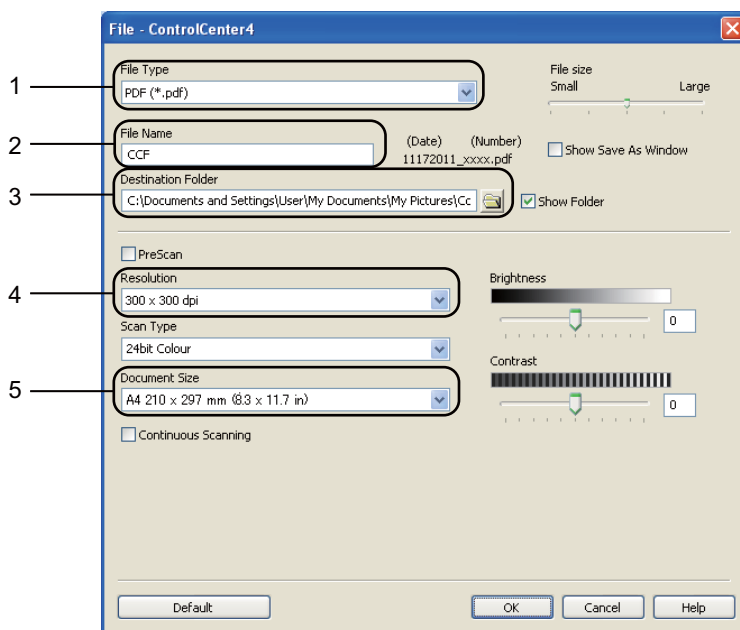 File - ControlCenter4
File Type
File size
1
PDF (*.pdf)
Small Large
File Name
2
CCF
(Date) (Number)
11172011_xxxx.pdf
Show Save As Window
Destination Folder
3
C:\Documents and Settings\User\My Documents\My Pictures\Cc
Show Folder
PreScan
Resolution
Brightness
4
300 x 300 dpi
0
Scan Type
24bit Colour
Contrast
Document Size
5
A4 210 x 297 mm (8.3 x 11.7 in)
0
Continuous Scanning
Default OK Cancel Help